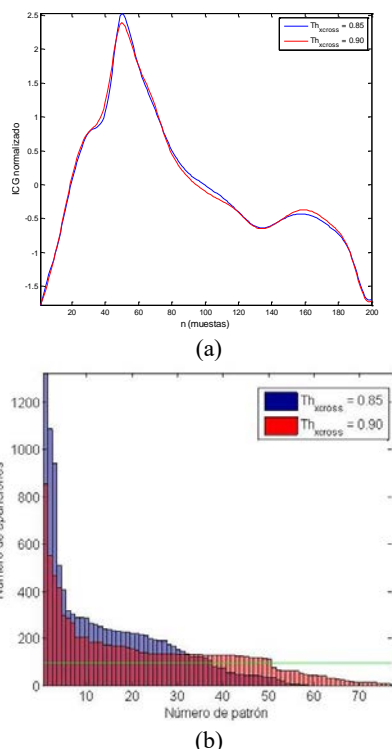 2.5
2
1.5
1
0.5
0
-0.5
-1
-1.5
ICG normalizado
Th_xcross = 0.85
Th_xcross = 0.90
20 40 60 80 100 120 140 160 180 200
n (muestas)
(a)
1200
1000
800
600
400
200
0
de
Th_xcross = 0.85
Th_xcross = 0.90
10 20 30 40 50 60 70
Número de patrón
(b)